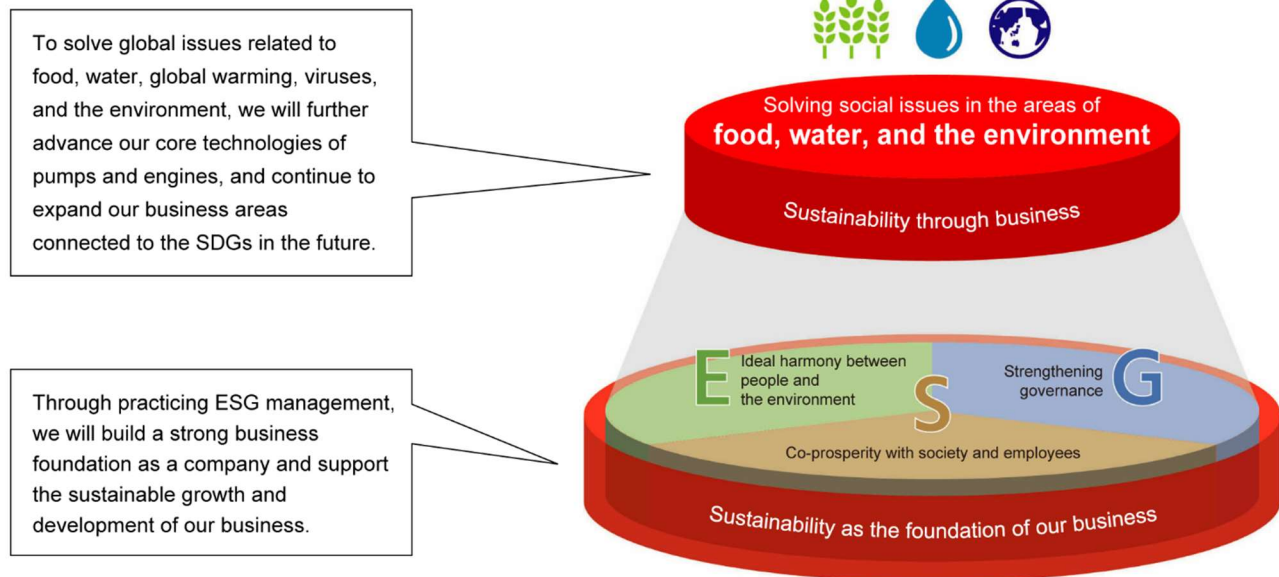 To solve global issues related to
food, water, global warming, viruses,
and the environment, we will further
advance our core technologies of
pumps and engines, and continue to
expand our business areas
connected to the SDGs in the future.
Solving social issues in the areas of
food, water, and the environment
Sustainability through business
Through practicing ESG management,
we will build a strong business
foundation as a company and support
the sustainable growth and
development of our business.
E
Ideal harmony between
people and
the environment
S
Co-prosperity with society and employees
Strengthening
governance
G
Sustainability as the foundation of our business